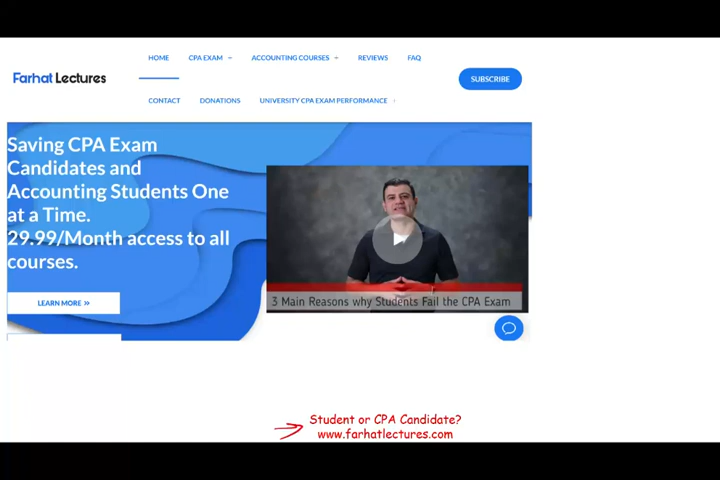 HOME
CPA EXAM
ACCOUNTING COURSES
REVIEWS
FAQ
Farhat Lectures
SUBSCRIBE
CONTACT
DONATIONS
UNIVERSITY CPA EXAM PERFORMANCE
Saving CPA Exam
Candidates and
Accounting Students One
at a Time.
29.99/Month access to all
courses.
LEARN MORE »
3 Main Reasons why Students Fail the CPA Exam
Student or CPA Candidate?
www.farhatlectures.com